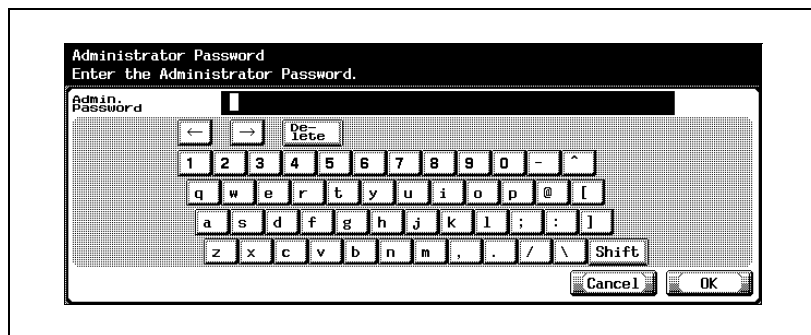 Administrator Password
Enter the Administrator Password.
Admin.
Password
← → De-
lete
1 2 3 4 5 6 7 8 9 0 - ^
q w e r t y u i o p @ [
a s d f g h j k l ; : ]
z x c v b n m , . / \ Shift
Cancel OK